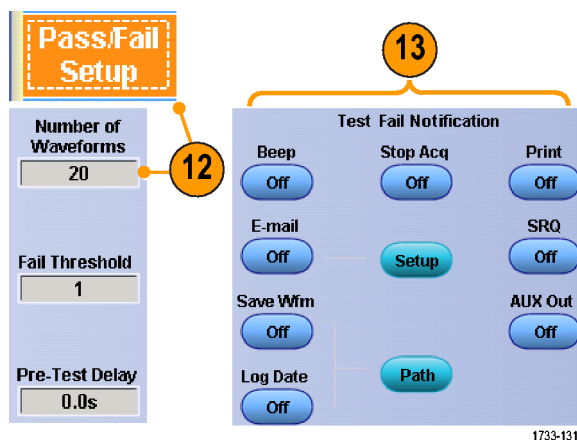 Pass/Fail
Setup
12
Number of
Waveforms
20
Fail Threshold
1
Pre-Test Delay
0.0s
13
Test Fail Notification
Beep
Off
Stop Acq
Off
Print
Off
E-mail
Off
Setup
SRQ
Off
Save Wfm
Off
AUX Out
Off
Log Date
Off
Path
1733-131